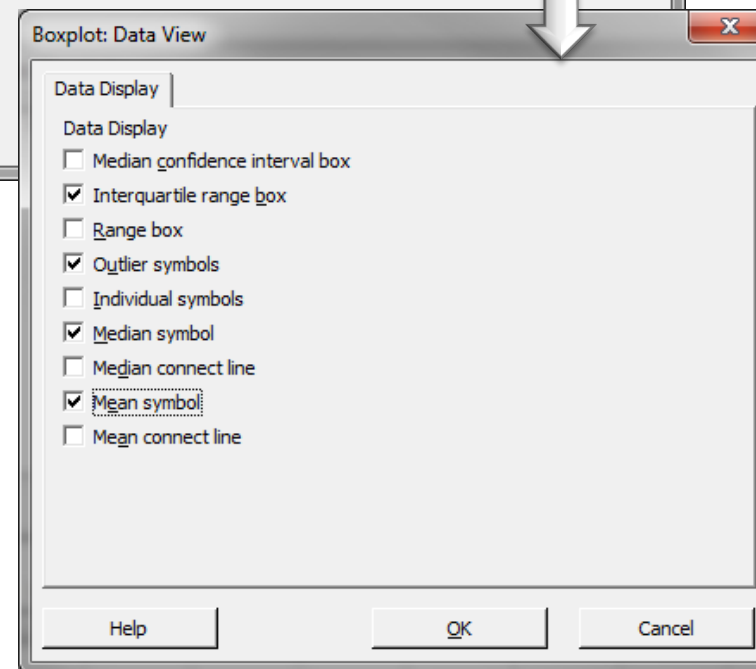 Boxplot: Data View
Data Display
Data Display
Median confidence interval box
Interquartile range box
Range box
Outlier symbols
Individual symbols
Median symbol
Median connect line
Mean symbol
Mean connect line
Help OK Cancel